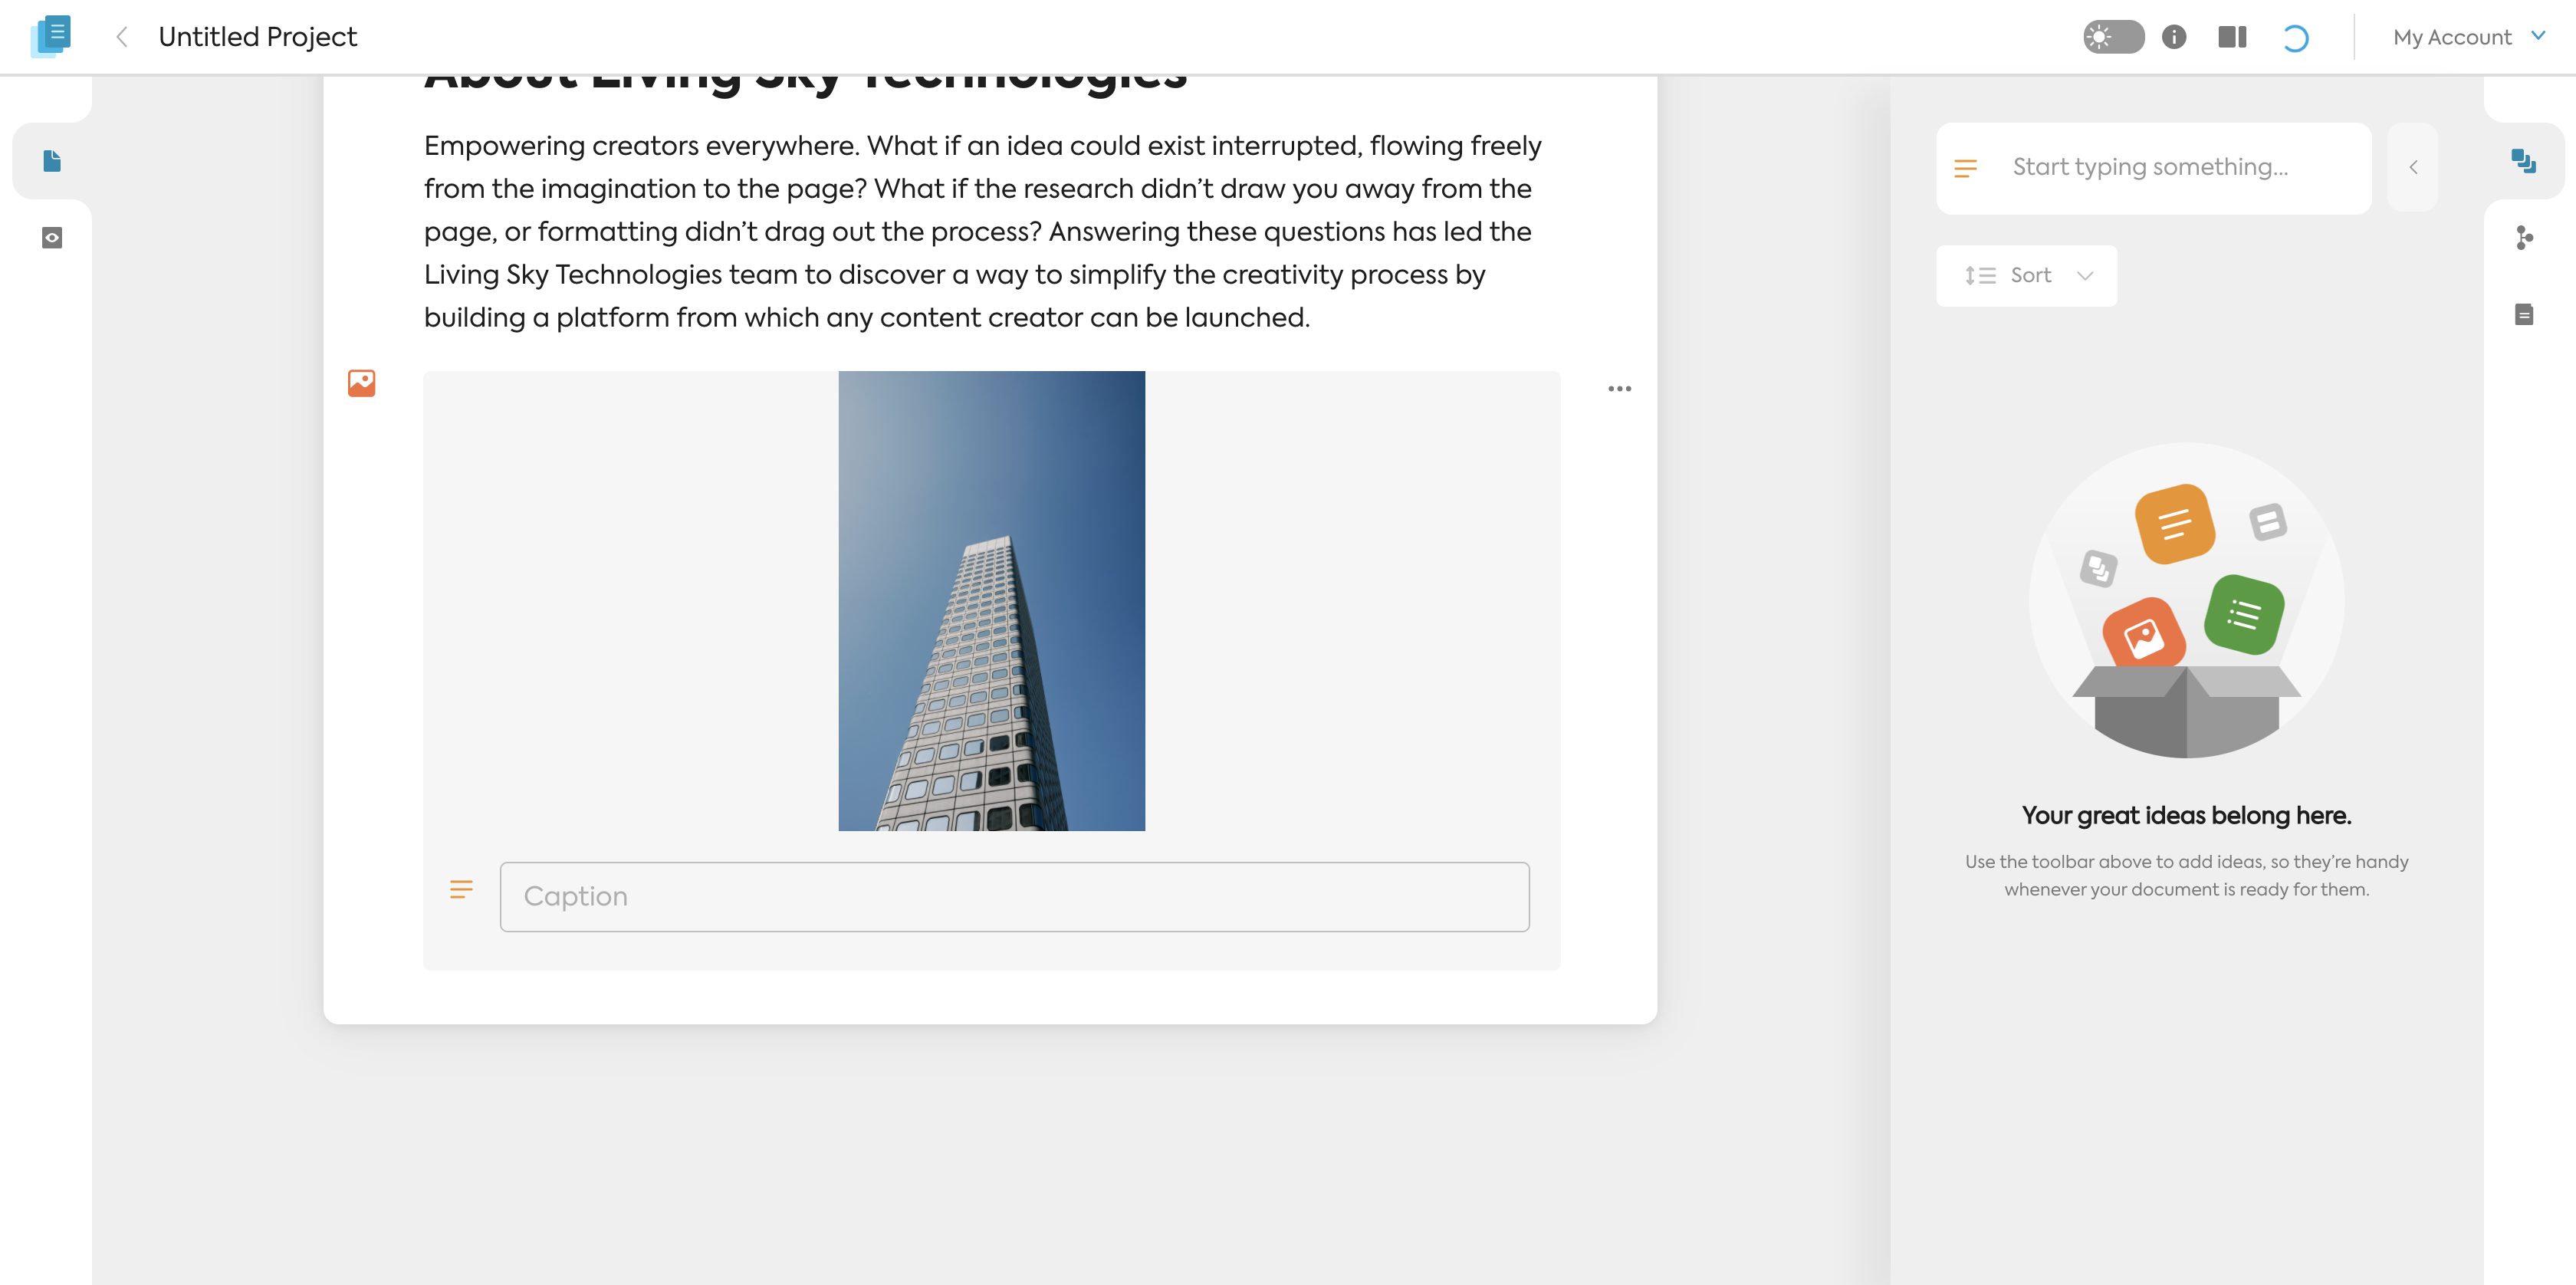 Untitled Project
My Account
About Living Sky Technologies
Empowering creators everywhere. What if an idea could exist interrupted, flowing freely
from the imagination to the page? What if the research didn’t draw you away from the
page, or formatting didn’t drag out the process? Answering these questions has led the
Living Sky Technologies team to discover a way to simplify the creativity process by
building a platform from which any content creator can be launched.
Caption
Start typing something...
Sort
Your great ideas belong here.
Use the toolbar above to add ideas, so they’re handy
whenever your document is ready for them.